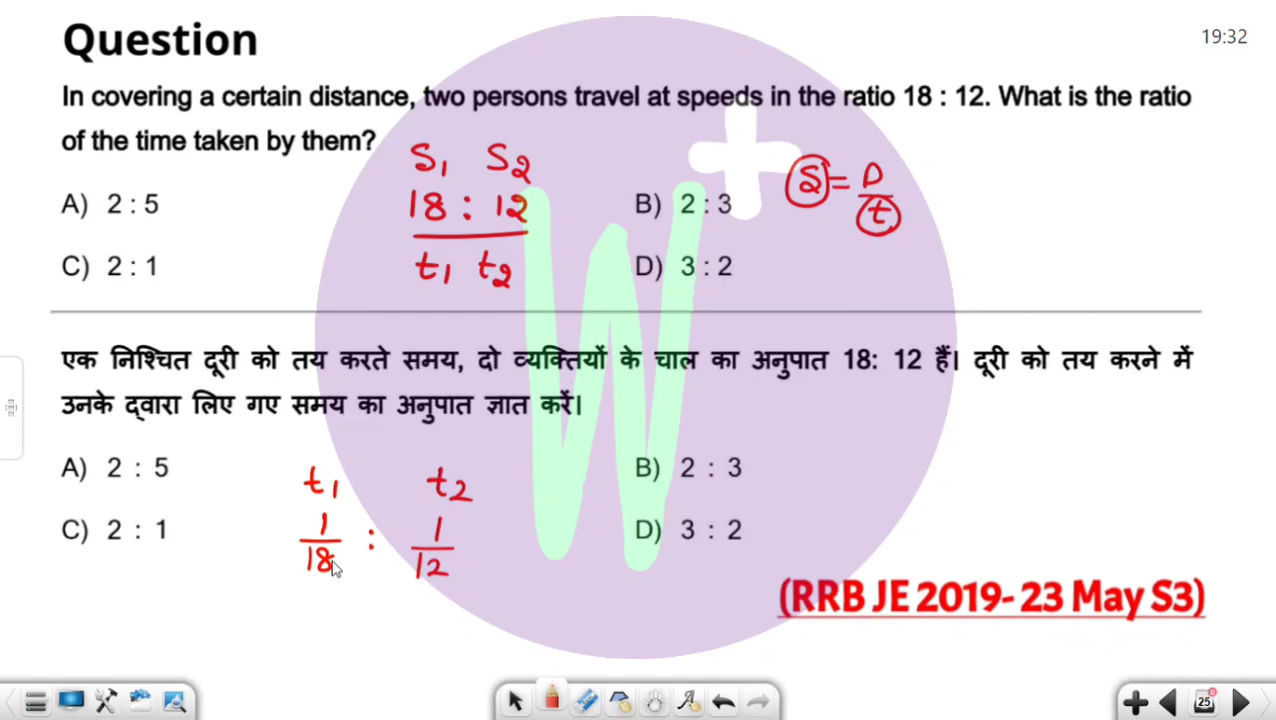 Question
19:32
In covering a certain distance, two persons travel at speeds in the ratio 18 : 12. What is the ratio
of the time taken by them?
S1 S2
18 : 12
t1 t2
S = D/t
A) 2 : 5
B) 2 : 3
C) 2 : 1
D) 3 : 2
एक निश्चित दूरी को तय करते समय, दो व्यक्तियों के चाल का अनुपात 18: 12 हैं। दूरी को तय करने में
उनके द्वारा लिए गए समय का अनुपात ज्ञात करें।
A) 2 : 5
B) 2 : 3
C) 2 : 1
D) 3 : 2
t1 t2
1/18 : 1/12
(RRB JE 2019- 23 May S3)
W+
25